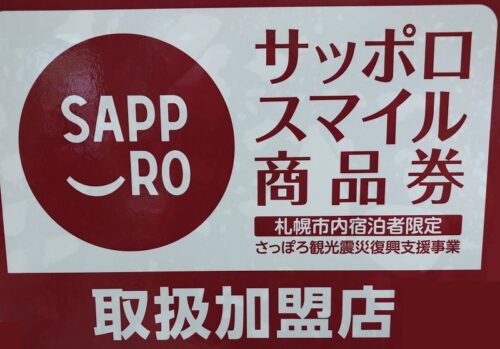 SAPP
RO
サッポロ
スマイル
商品券
札幌市内宿泊者限定
さっぽろ観光震災復興支援事業
取扱加盟店